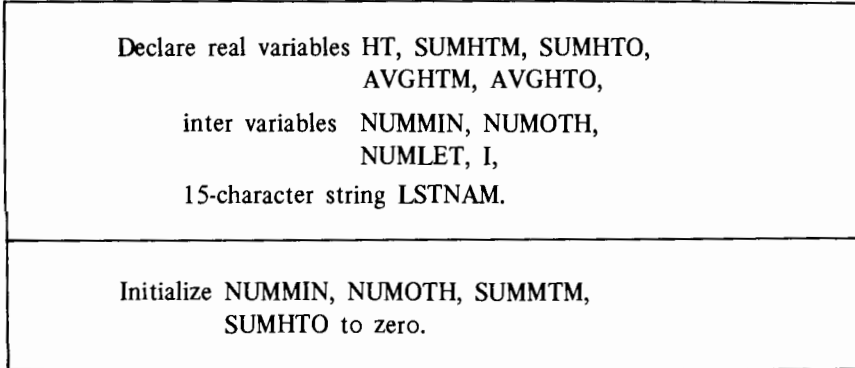 Declare real variables HT, SUMHTM, SUMHTO,
AVGHTM, AVGHTO,
inter variables NUMMIN, NUMOTH,
NUMLET, I,
15-character string LSTNAM.
Initialize NUMMIN, NUMOTH, SUMMTM,
SUMHTO to zero.